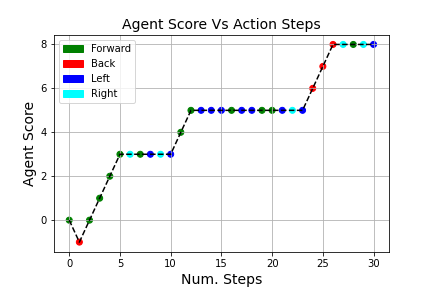 Agent Score Vs Action Steps
Agent Score
8
6
4
2
0
Forward
Back
Left
Right
0 5 10 15 20 25 30
Num. Steps